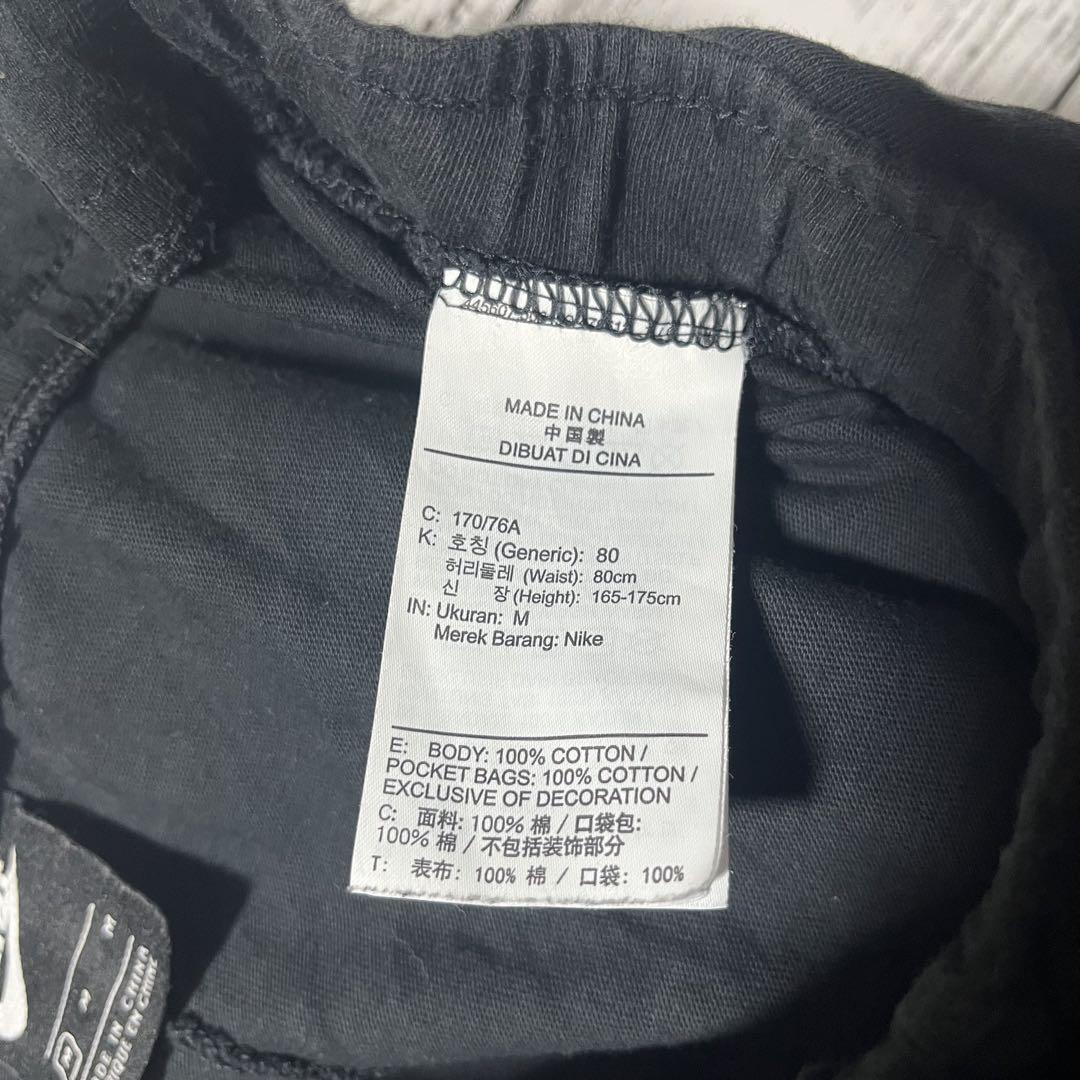 MADE IN CHINA
中国製
DIBUAT DI CINA
C: 170/76A
K: 호칭 (Generic): 80
허리둘레 (Waist): 80cm
신 장 (Height): 165-175cm
IN: Ukuran: M
Merek Barang: Nike
E: BODY: 100% COTTON /
POCKET BAGS: 100% COTTON /
EXCLUSIVE OF DECORATION
C: 面料: 100% 棉 / 口袋包:
100% 棉 / 不包括装饰部分
T: 表布: 100% 棉 / 口袋: 100%
M
M
MADE IN CHINA